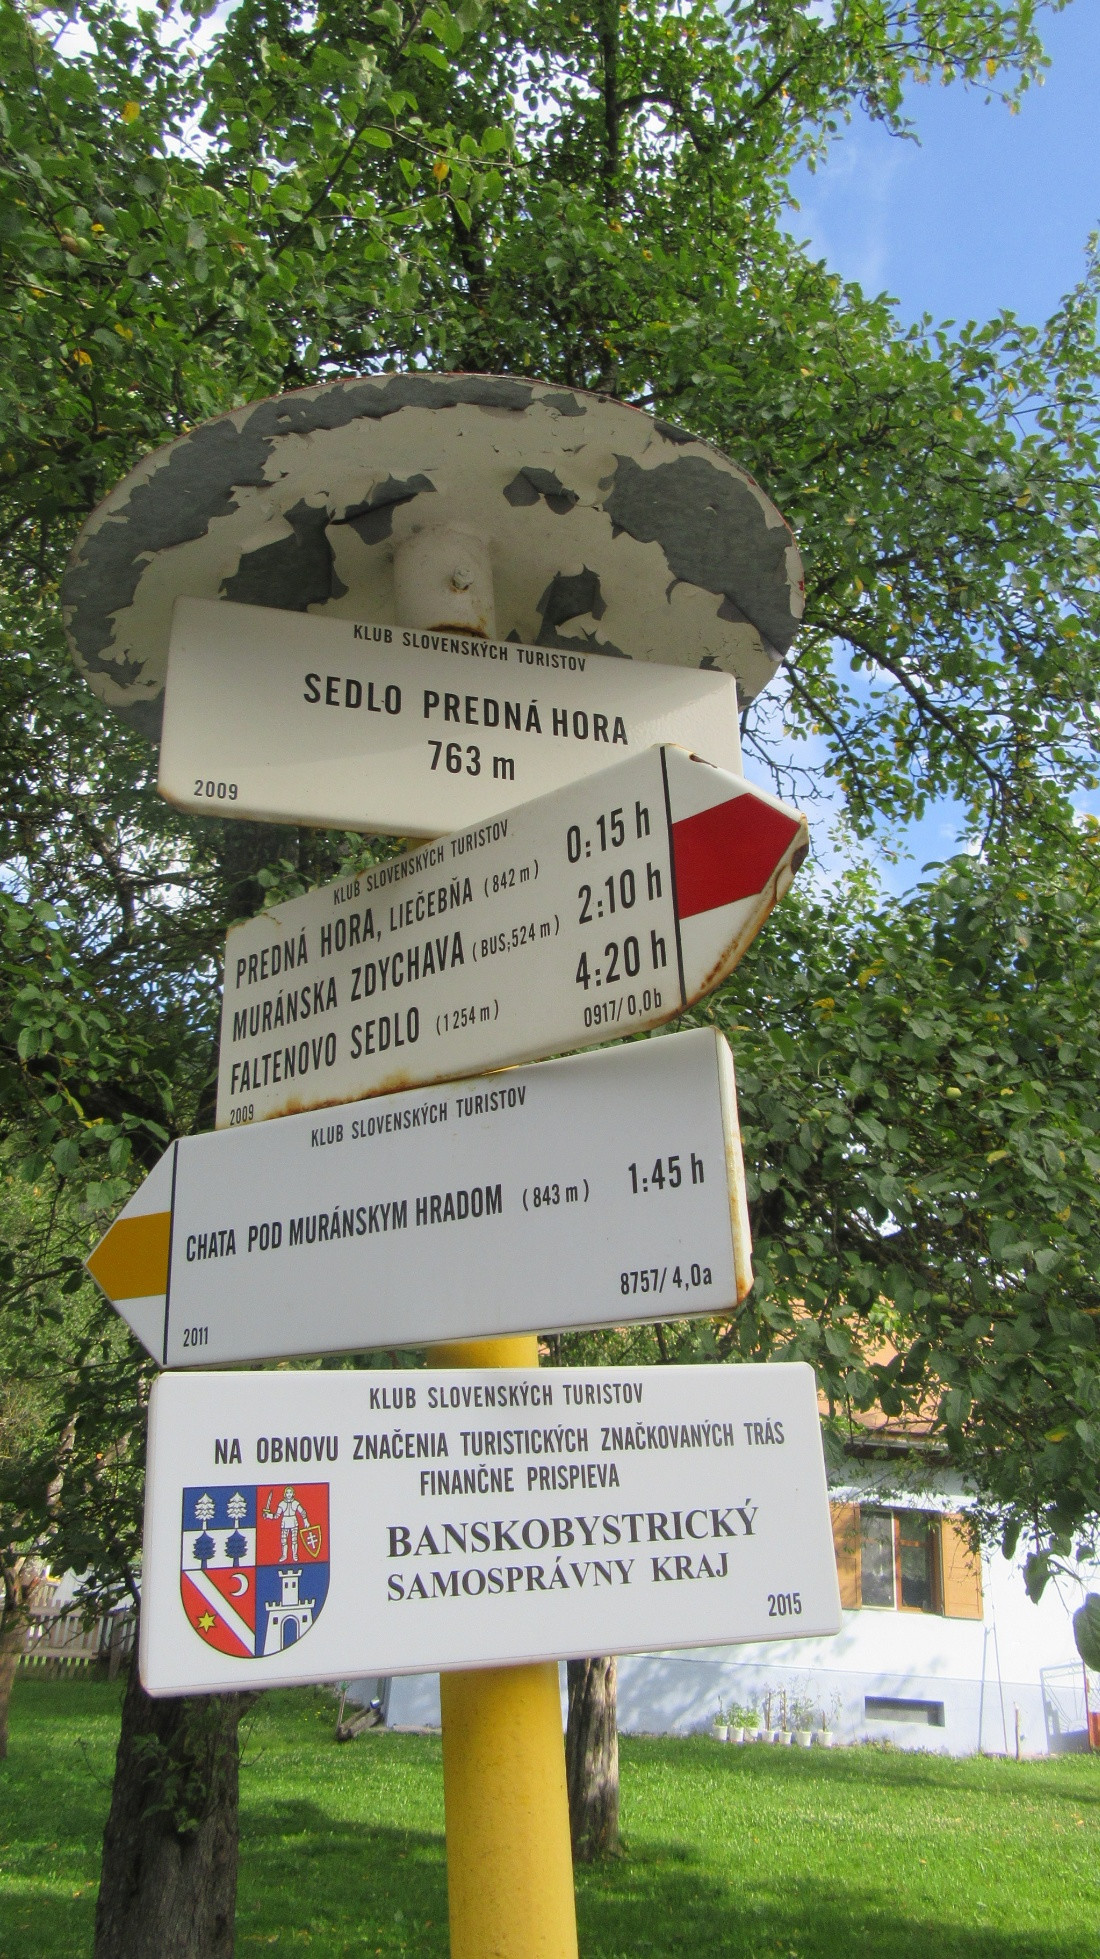 KLUB SLOVENSKÝCH TURISTOV
SEDLO PREDNÁ HORA
763 m
2009
KLUB SLOVENSKÝCH TURISTOV
PREDNÁ HORA, LIEČEBŇA (842 m) 0:15 h
MURÁNSKA ZDYCHAVA (BUS;524 m) 2:10 h
FALTENOVO SEDLO (1254 m) 4:20 h
2009 0917/0,0b
KLUB SLOVENSKÝCH TURISTOV
CHATA POD MURÁNSKYM HRADOM (843 m) 1:45 h
2011 8757/4,0a
KLUB SLOVENSKÝCH TURISTOV
NA OBNOVU ZNAČENIA TURISTICKÝCH ZNAČKOVANÝCH TRÁS
FINANČNE PRISPIEVA
BANSKOBYSTRICKÝ
SAMOSPRÁVNY KRAJ
2015